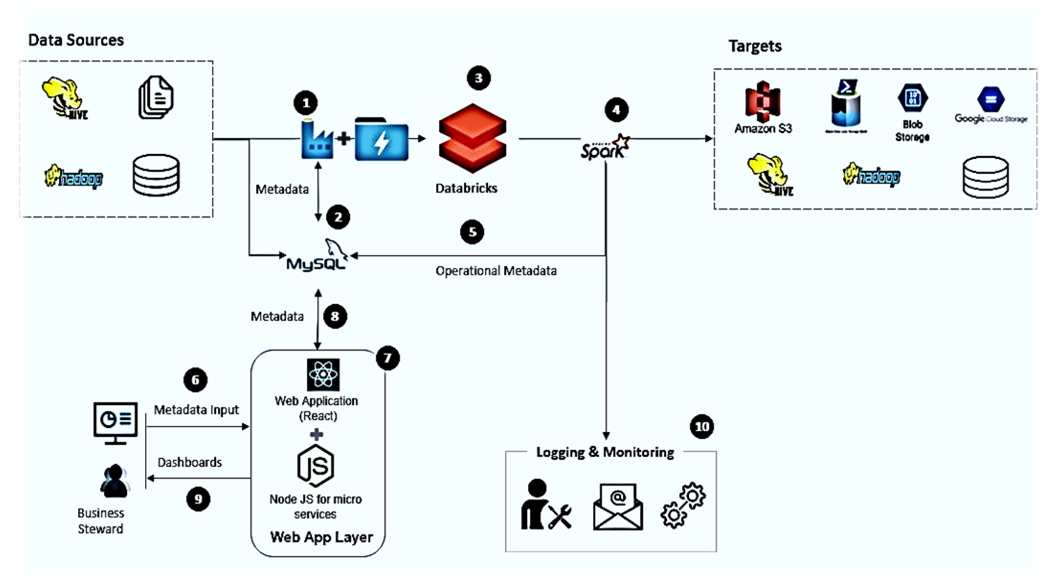 Data Sources
Targets
HIVE
hadoop
1
2
3
4
5
Metadata
Databricks
APACHE
Spark
Amazon S3
Blob
Storage
Google Cloud Storage
HIVE
hadoop
MySQL
Operational Metadata
Metadata
8
7
6
Metadata Input
Dashboards
9
Business
Steward
Web Application
(React)
JS
Node JS for micro
services
Web App Layer
10
Logging & Monitoring
@